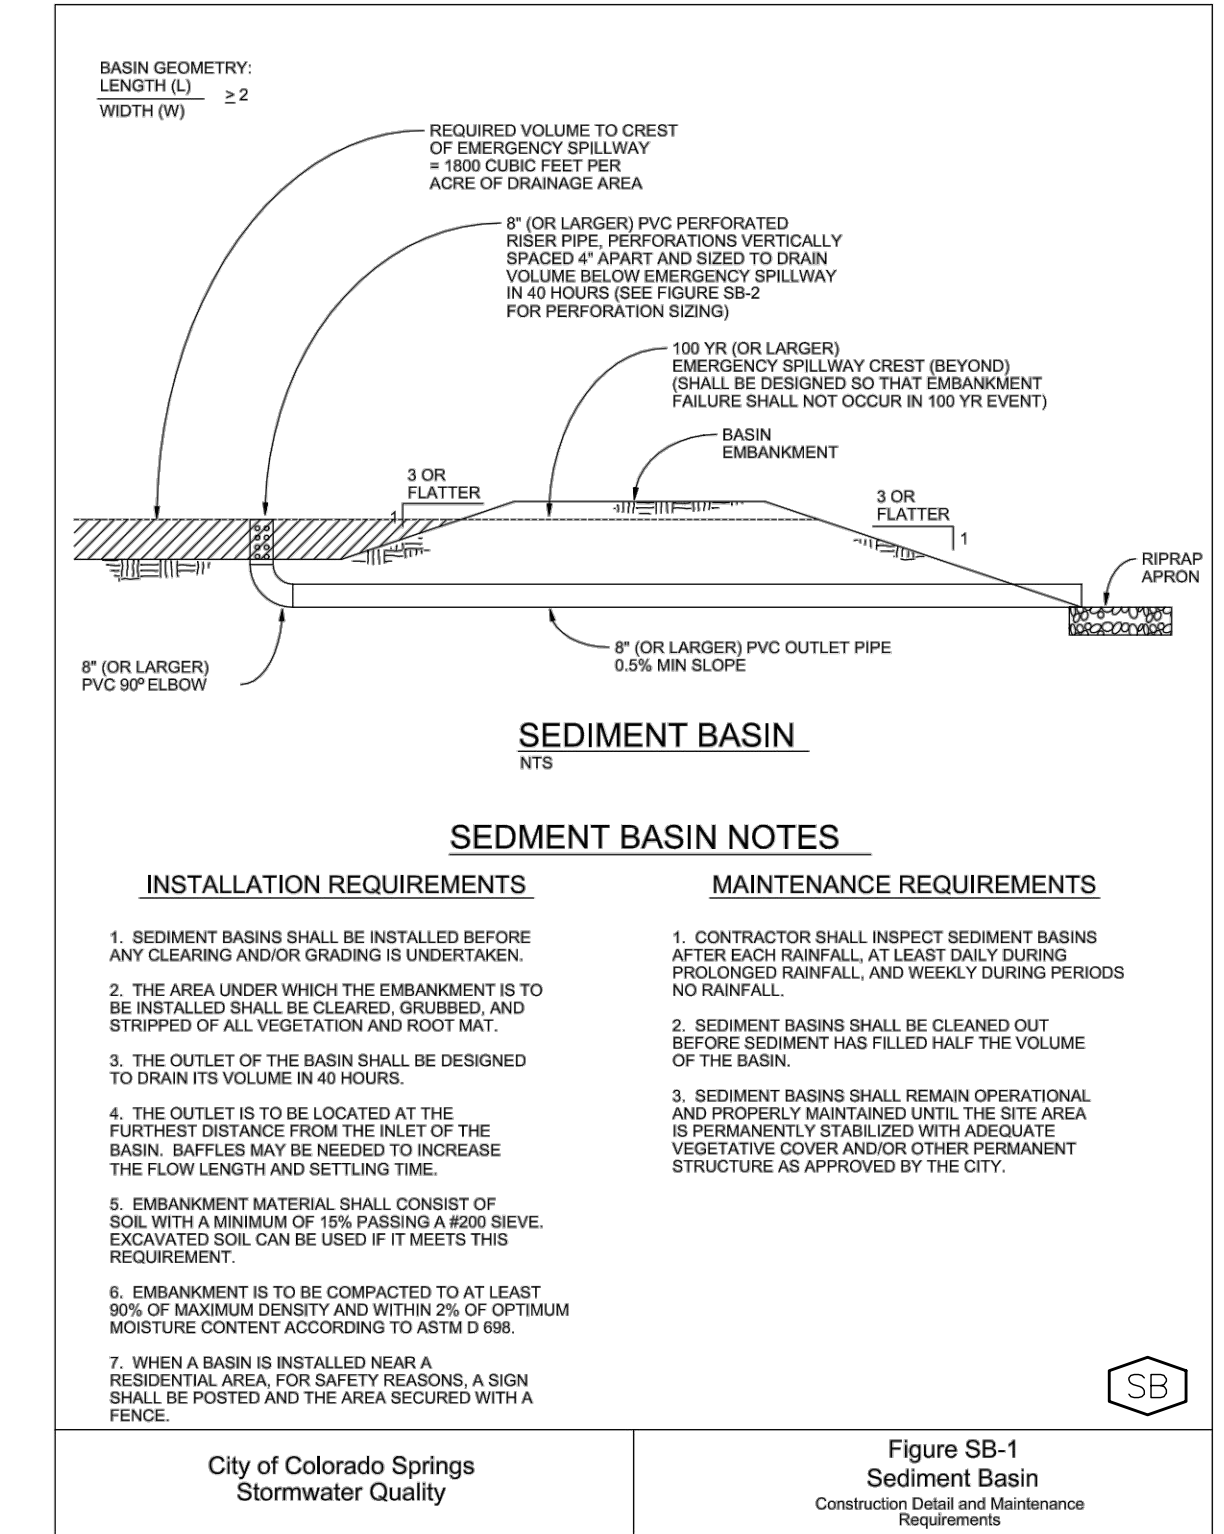 BASIN GEOMETRY:
LENGTH (L)
WIDTH (W)
≥ 2
REQUIRED VOLUME TO CREST
OF EMERGENCY SPILLWAY
= 1800 CUBIC FEET PER
ACRE OF DRAINAGE AREA
8" (OR LARGER) PVC PERFORATED
RISER PIPE, PERFORATIONS VERTICALLY
SPACED 4" APART AND SIZED TO DRAIN
VOLUME BELOW EMERGENCY SPILLWAY
IN 40 HOURS (SEE FIGURE SB-2
FOR PERFORATION SIZING)
100 YR (OR LARGER)
EMERGENCY SPILLWAY CREST (BEYOND)
(SHALL BE DESIGNED SO THAT EMBANKMENT
FAILURE SHALL NOT OCCUR IN 100 YR EVENT)
BASIN
EMBANKMENT
3 OR
FLATTER
1
3 OR
FLATTER
1
RIPRAP
APRON
8" (OR LARGER)
PVC 90º ELBOW
8" (OR LARGER) PVC OUTLET PIPE
0.5% MIN SLOPE
SEDIMENT BASIN
NTS
SEDMENT BASIN NOTES
INSTALLATION REQUIREMENTS
1. SEDIMENT BASINS SHALL BE INSTALLED BEFORE
ANY CLEARING AND/OR GRADING IS UNDERTAKEN.
2. THE AREA UNDER WHICH THE EMBANKMENT IS TO
BE INSTALLED SHALL BE CLEARED, GRUBBED, AND
STRIPPED OF ALL VEGETATION AND ROOT MAT.
3. THE OUTLET OF THE BASIN SHALL BE DESIGNED
TO DRAIN ITS VOLUME IN 40 HOURS.
4. THE OUTLET IS TO BE LOCATED AT THE
FURTHEST DISTANCE FROM THE INLET OF THE
BASIN. BAFFLES MAY BE NEEDED TO INCREASE
THE FLOW LENGTH AND SETTLING TIME.
5. EMBANKMENT MATERIAL SHALL CONSIST OF
SOIL WITH A MINIMUM OF 15% PASSING A #200 SIEVE.
EXCAVATED SOIL CAN BE USED IF IT MEETS THIS
REQUIREMENT.
6. EMBANKMENT IS TO BE COMPACTED TO AT LEAST
90% OF MAXIMUM DENSITY AND WITHIN 2% OF OPTIMUM
MOISTURE CONTENT ACCORDING TO ASTM D 698.
7. WHEN A BASIN IS INSTALLED NEAR A
RESIDENTIAL AREA, FOR SAFETY REASONS, A SIGN
SHALL BE POSTED AND THE AREA SECURED WITH A
FENCE.
MAINTENANCE REQUIREMENTS
1. CONTRACTOR SHALL INSPECT SEDIMENT BASINS
AFTER EACH RAINFALL, AT LEAST DAILY DURING
PROLONGED RAINFALL, AND WEEKLY DURING PERIODS
NO RAINFALL.
2. SEDIMENT BASINS SHALL BE CLEANED OUT
BEFORE SEDIMENT HAS FILLED HALF THE VOLUME
OF THE BASIN.
3. SEDIMENT BASINS SHALL REMAIN OPERATIONAL
AND PROPERLY MAINTAINED UNTIL THE SITE AREA
IS PERMANENTLY STABILIZED WITH ADEQUATE
VEGETATIVE COVER AND/OR OTHER PERMANENT
STRUCTURE AS APPROVED BY THE CITY.
SB
City of Colorado Springs
Stormwater Quality
Figure SB-1
Sediment Basin
Construction Detail and Maintenance
Requirements